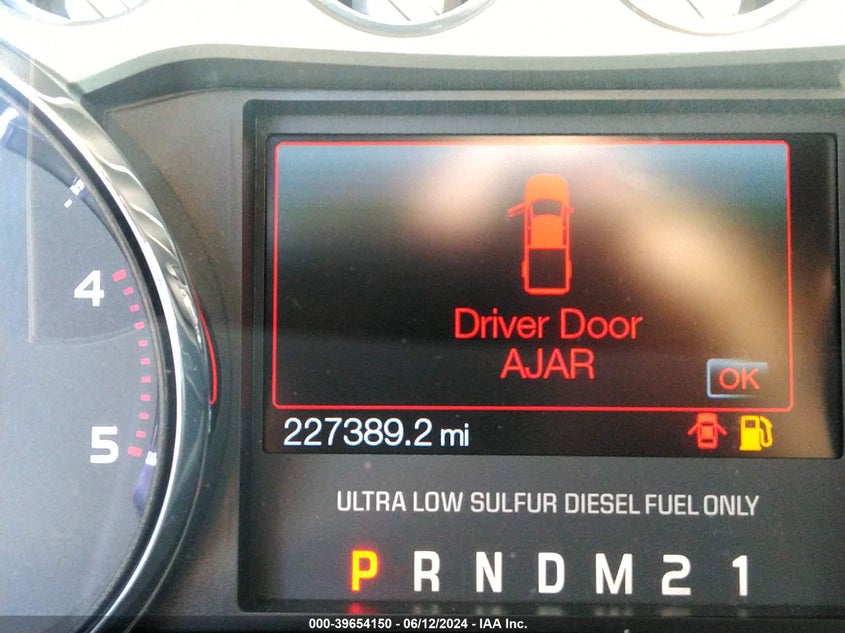 4
5
Driver Door
AJAR
OK
227389.2 mi
ULTRA LOW SULFUR DIESEL FUEL ONLY
P R N D M 2 1
000-39654150 - 06/12/2024 - IAA Inc.